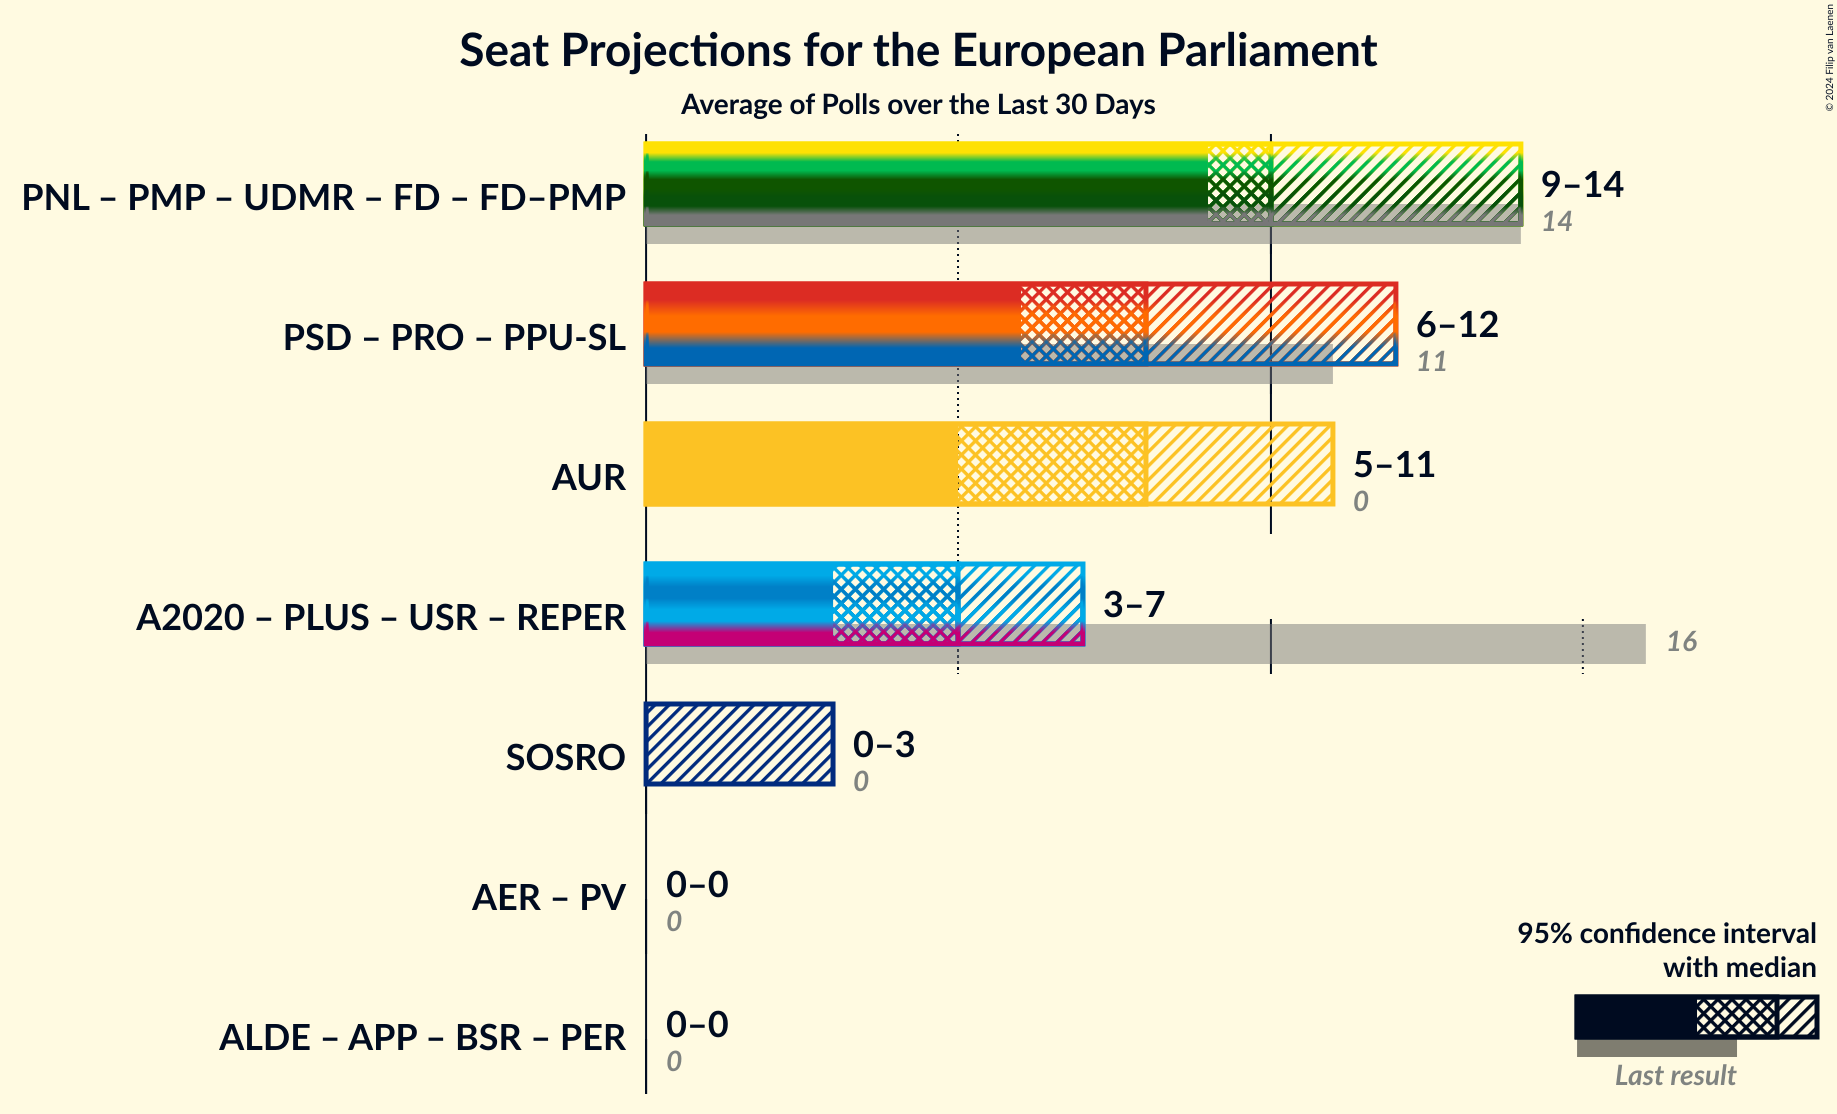 Seat Projections for the European Parliament
Average of Polls over the Last 30 Days
© 2024 Filip van Laenen
PNL – PMP – UDMR – FD – FD–PMP
9–14
14
PSD – PRO – PPU-SL
6–12
11
AUR
5–11
0
A2020 – PLUS – USR – REPER
3–7
16
SOSRO
0–3
0
AER – PV
0–0
0
ALDE – APP – BSR – PER
0–0
0
95% confidence interval
with median
Last result